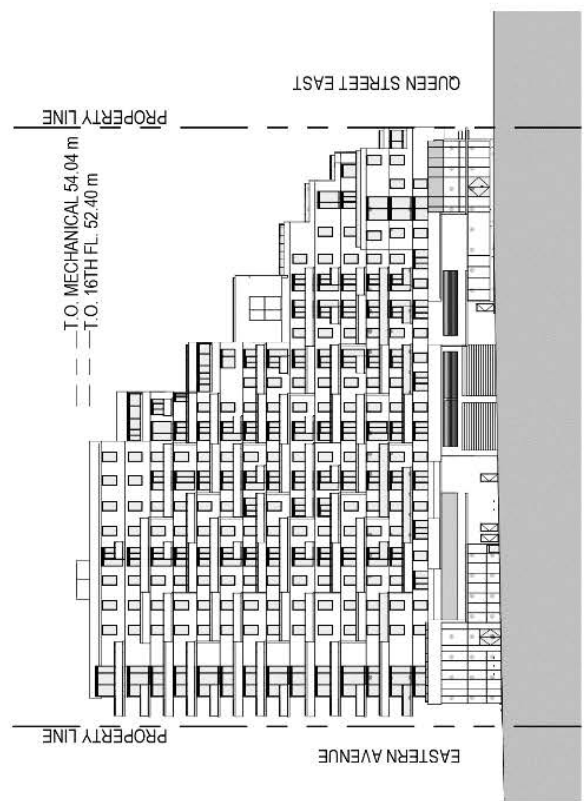 QUEEN STREET EAST
PROPERTY LINE
T.O. MECHANICAL 54.04 m
T.O. 16TH FL. 52.40 m
PROPERTY LINE
EASTERN AVENUE